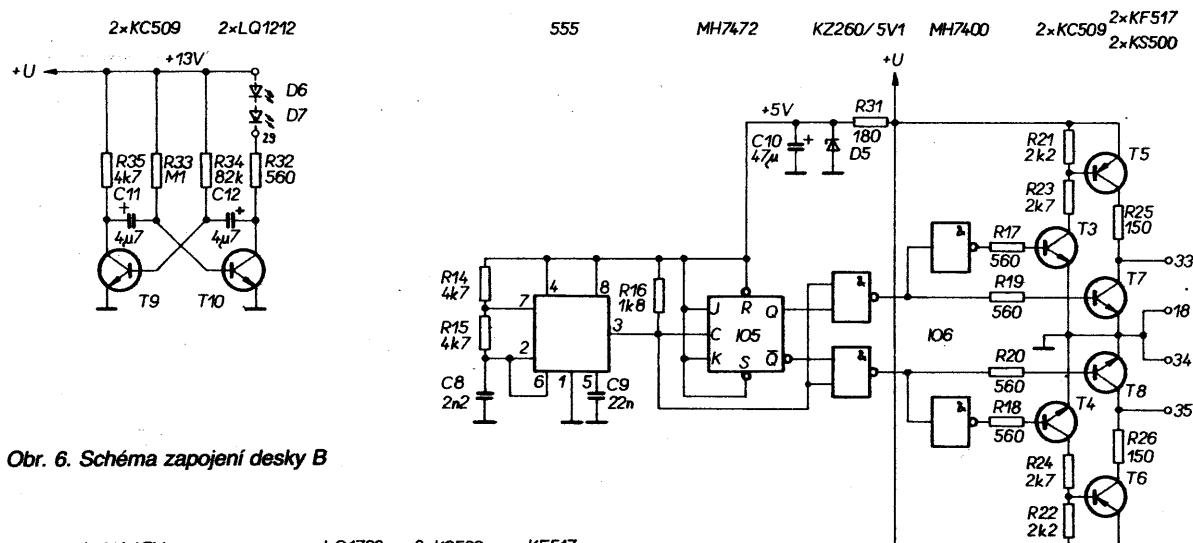 2×KC509 2×LQ1212 555 MH7472 KZ260/5V1 MH7400 2×KC509 2×KF517
2×KS500
+U
+13V
D6
D7
29
R35
4k7
R33
M1
R34
82k
R32
560
C11
+
4μ7
C12
+
4μ7
T9
T10
+U
+5V
R31
180
C10
47μ
+
D5
R21
2k2
T5
R23
2k7
R25
150
R17
560
T3
33
R14
4k7
4
8
7
R16
1k8
R15
4k7
3
2
6
1
5
C8
2n2
C9
22n
J
R
Q
C
IO5
K
S
Q̅
&
&
&
&
R19
560
T7
18
IO6
R20
560
34
T8
R18
560
T4
35
R24
2k7
R26
150
T6
R22
2k2
Obr. 6. Schéma zapojení desky B